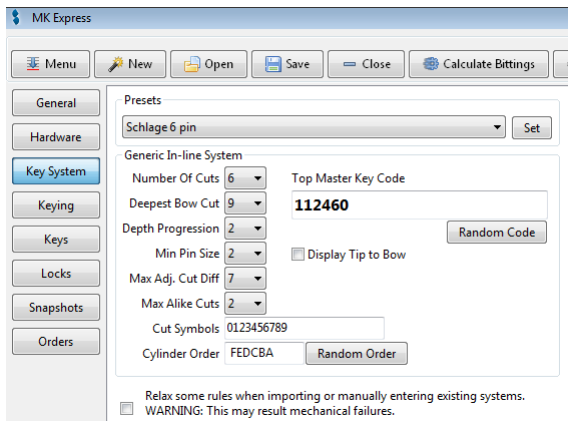 MK Express
Menu New Open Save Close Calculate Bittings
General
Hardware
Key System
Keying
Keys
Locks
Snapshots
Orders
Presets
Schlage 6 pin Set
Generic In-line System
Number Of Cuts 6
Deepest Bow Cut 9
Depth Progression 2
Min Pin Size 2
Max Adj. Cut Diff 7
Max Alike Cuts 2
Cut Symbols 0123456789
Cylinder Order FEDCBA Random Order
Top Master Key Code
112460
Random Code
Display Tip to Bow
Relax some rules when importing or manually entering existing systems.
WARNING: This may result mechanical failures.